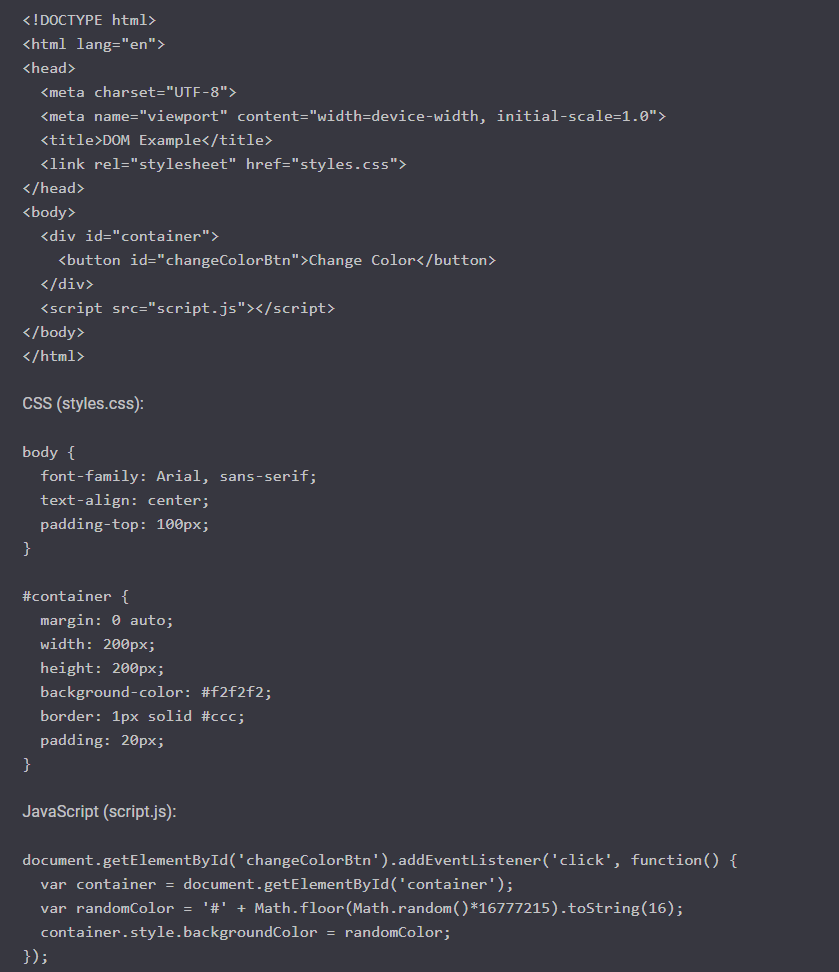 <!DOCTYPE html>
<html lang="en">
<head>
  <meta charset="UTF-8">
  <meta name="viewport" content="width=device-width, initial-scale=1.0">
  <title>DOM Example</title>
  <link rel="stylesheet" href="styles.css">
</head>
<body>
  <div id="container">
    <button id="changeColorBtn">Change Color</button>
  </div>
  <script src="script.js"></script>
</body>
</html>
CSS (styles.css):
body {
  font-family: Arial, sans-serif;
  text-align: center;
  padding-top: 100px;
}
#container {
  margin: 0 auto;
  width: 200px;
  height: 200px;
  background-color: #f2f2f2;
  border: 1px solid #ccc;
  padding: 20px;
}
JavaScript (script.js):
document.getElementById('changeColorBtn').addEventListener('click', function() {
  var container = document.getElementById('container');
  var randomColor = '#' + Math.floor(Math.random()*16777215).toString(16);
  container.style.backgroundColor = randomColor;
});